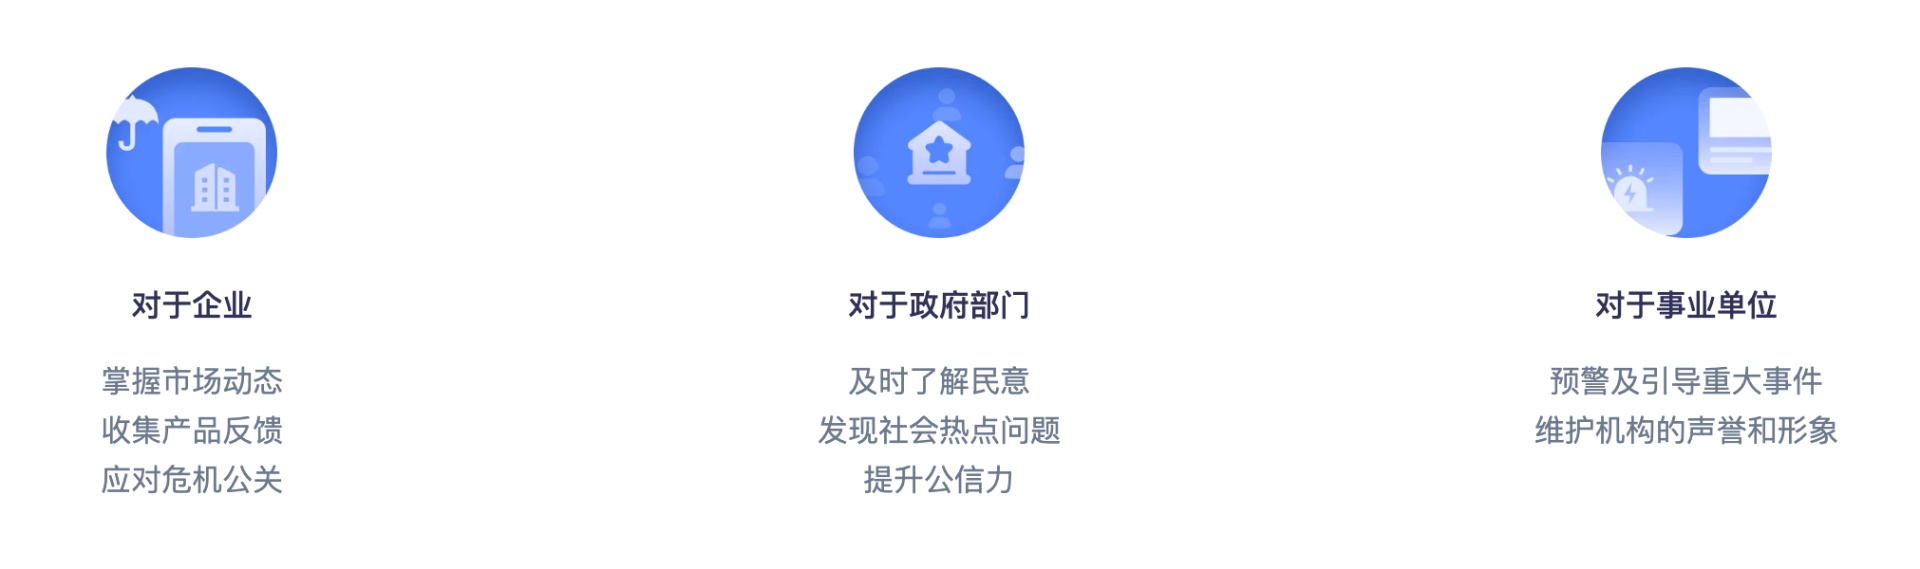 对于企业
掌握市场动态
收集产品反馈
应对危机公关
对于政府部门
及时了解民意
发现社会热点问题
提升公信力
对于事业单位
预警及引导重大事件
维护机构的声誉和形象